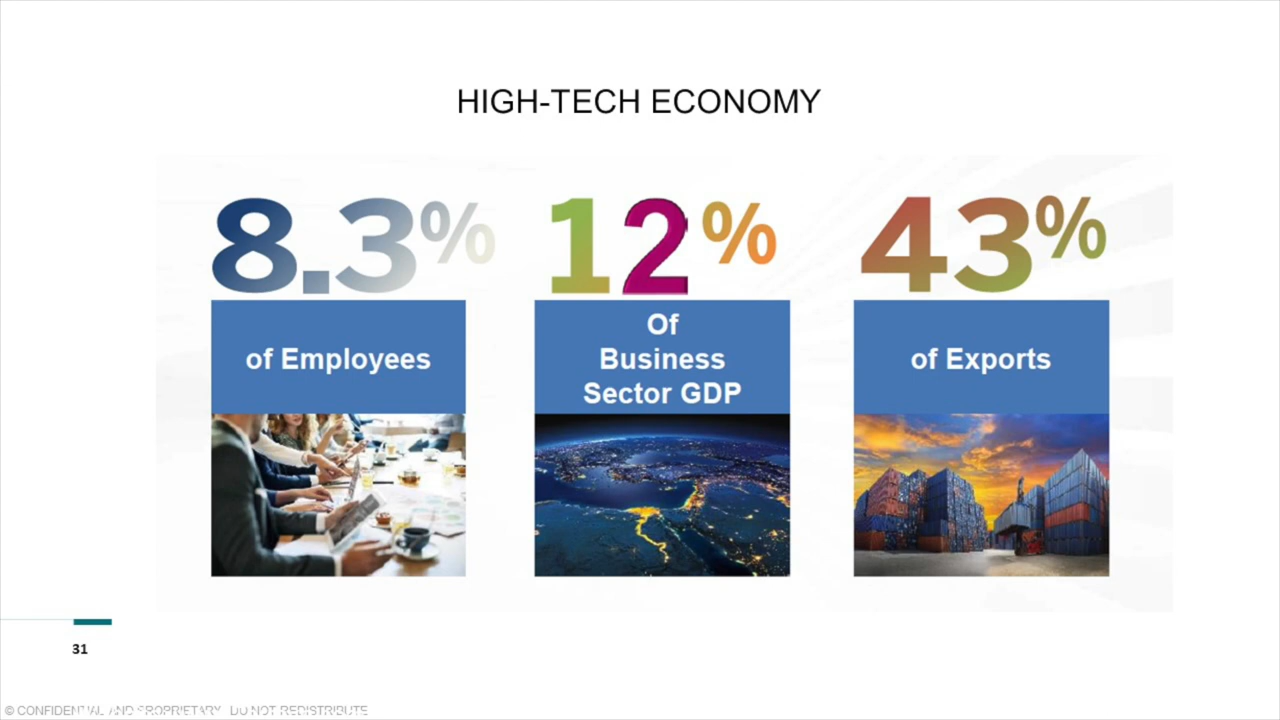 HIGH-TECH ECONOMY
8.3% 12% 43%
of Employees
Of
Business
Sector GDP
of Exports
31
© CONFIDENTIAL AND PROPRIETARY DO NOT REDISTRIBUTE